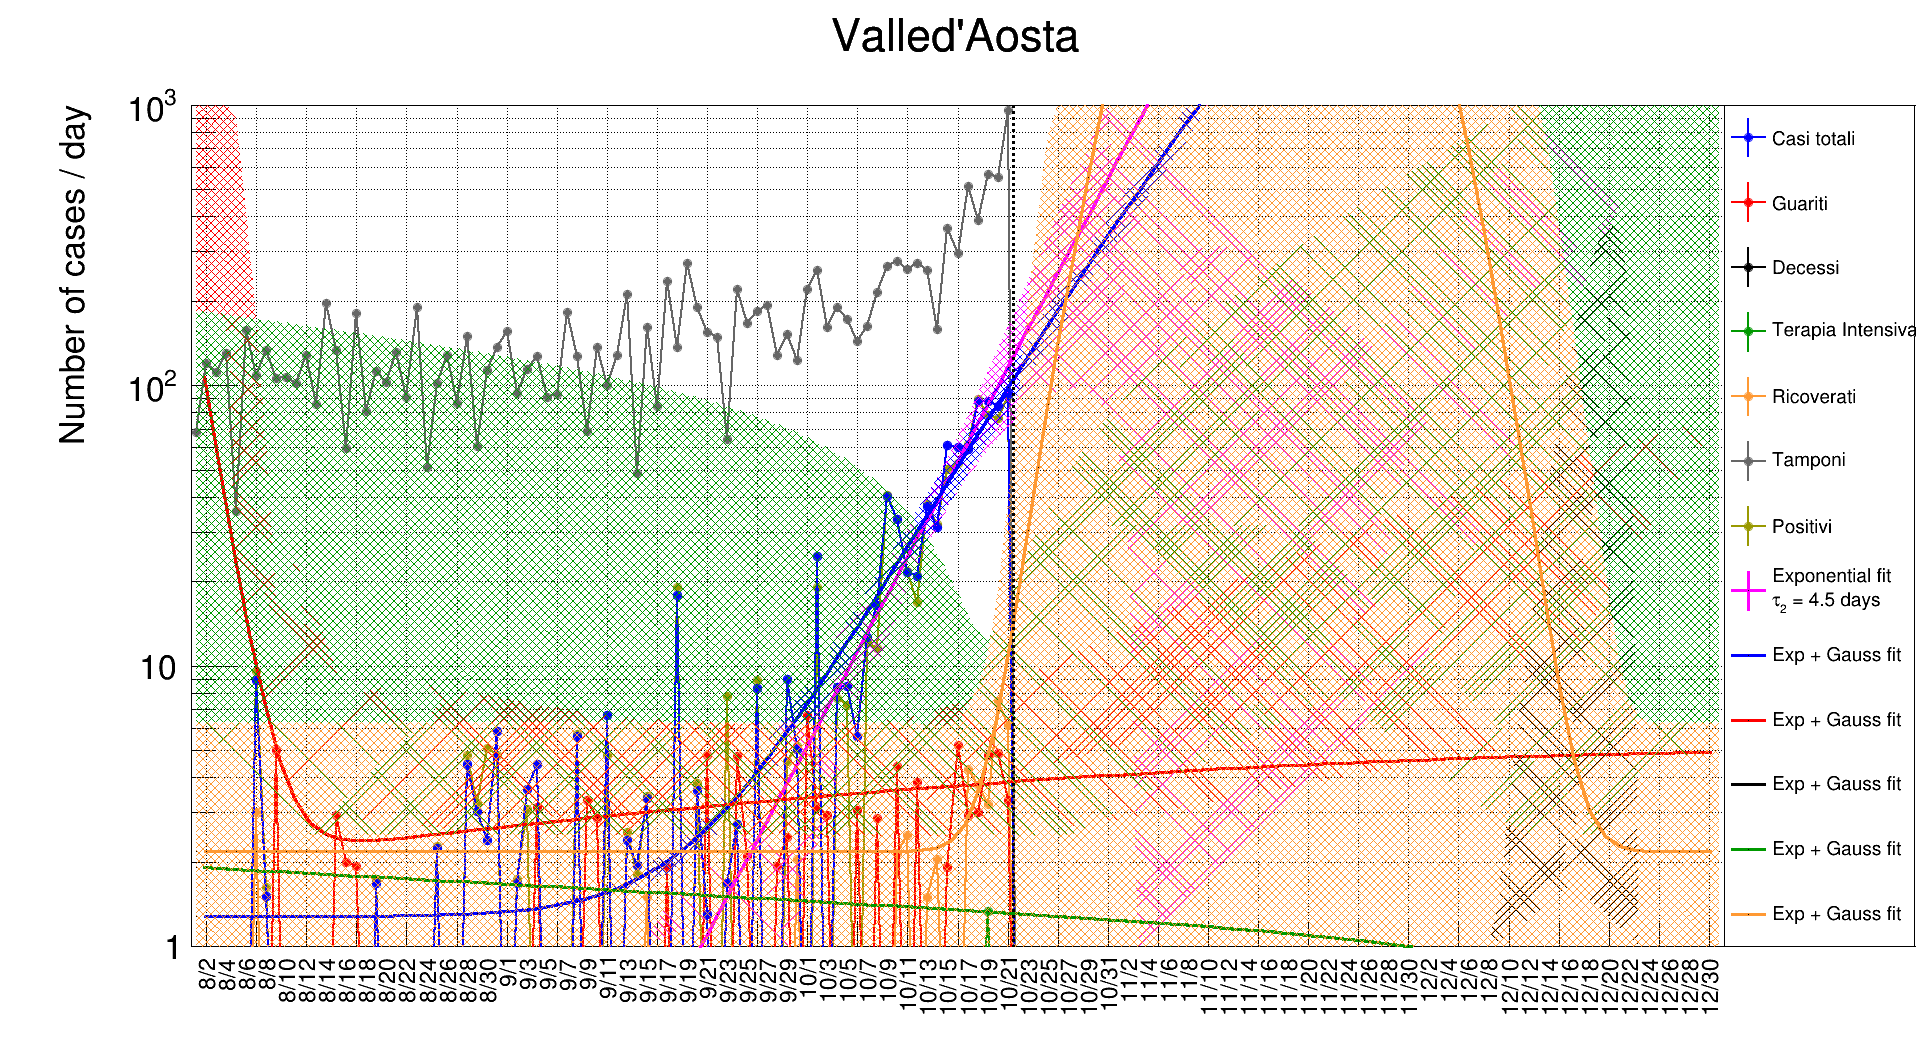 Valled'Aosta
Number of cases / day
10³
10²
10
1
8/2 8/4 8/6 8/8 8/10 8/12 8/14 8/16 8/18 8/20 8/22 8/24 8/26 8/28 8/30 9/1 9/3 9/5 9/7 9/9 9/11 9/13 9/15 9/17 9/19 9/21 9/23 9/25 9/27 9/29 10/1 10/3 10/5 10/7 10/9 10/11 10/13 10/15 10/17 10/19 10/21 10/23 10/25 10/27 10/29 10/31 11/2 11/4 11/6 11/8 11/10 11/12 11/14 11/16 11/18 11/20 11/22 11/24 11/26 11/28 11/30 12/2 12/4 12/6 12/8 12/10 12/12 12/14 12/16 12/18 12/20 12/22 12/24 12/26 12/28 12/30
Casi totali
Guariti
Decessi
Terapia Intensiva
Ricoverati
Tamponi
Positivi
Exponential fit
τ₂ = 4.5 days
Exp + Gauss fit
Exp + Gauss fit
Exp + Gauss fit
Exp + Gauss fit
Exp + Gauss fit